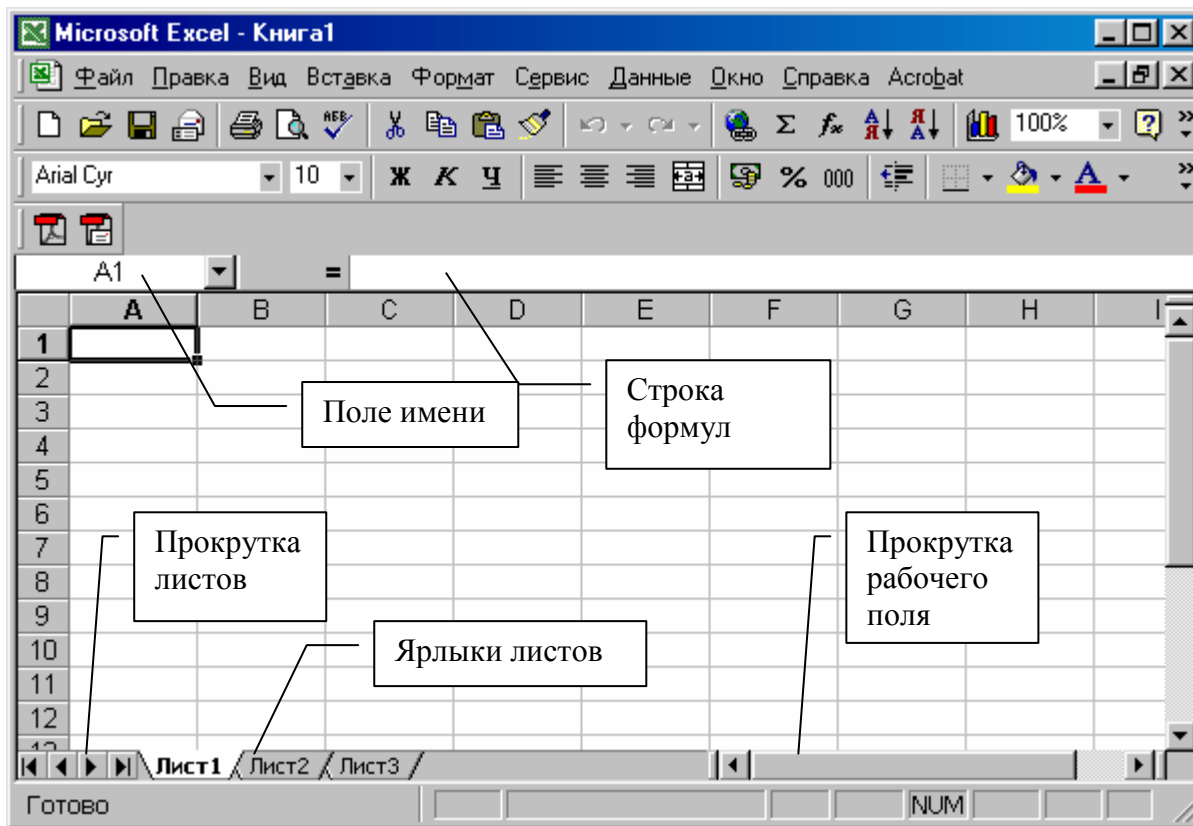 Microsoft Excel - Книга1
Файл Правка Вид Вставка Формат Сервис Данные Окно Справка Acrobat
100%
Arial Cyr 10 Ж К Ч % 000 A
A1 =
A B C D E F G H I
1
2
3
4
5
6
7
8
9
10
11
12
13
Поле имени
Строка
формул
Прокрутка
листов
Прокрутка
рабочего
поля
Ярлыки листов
Лист1 Лист2 Лист3
Готово NUM